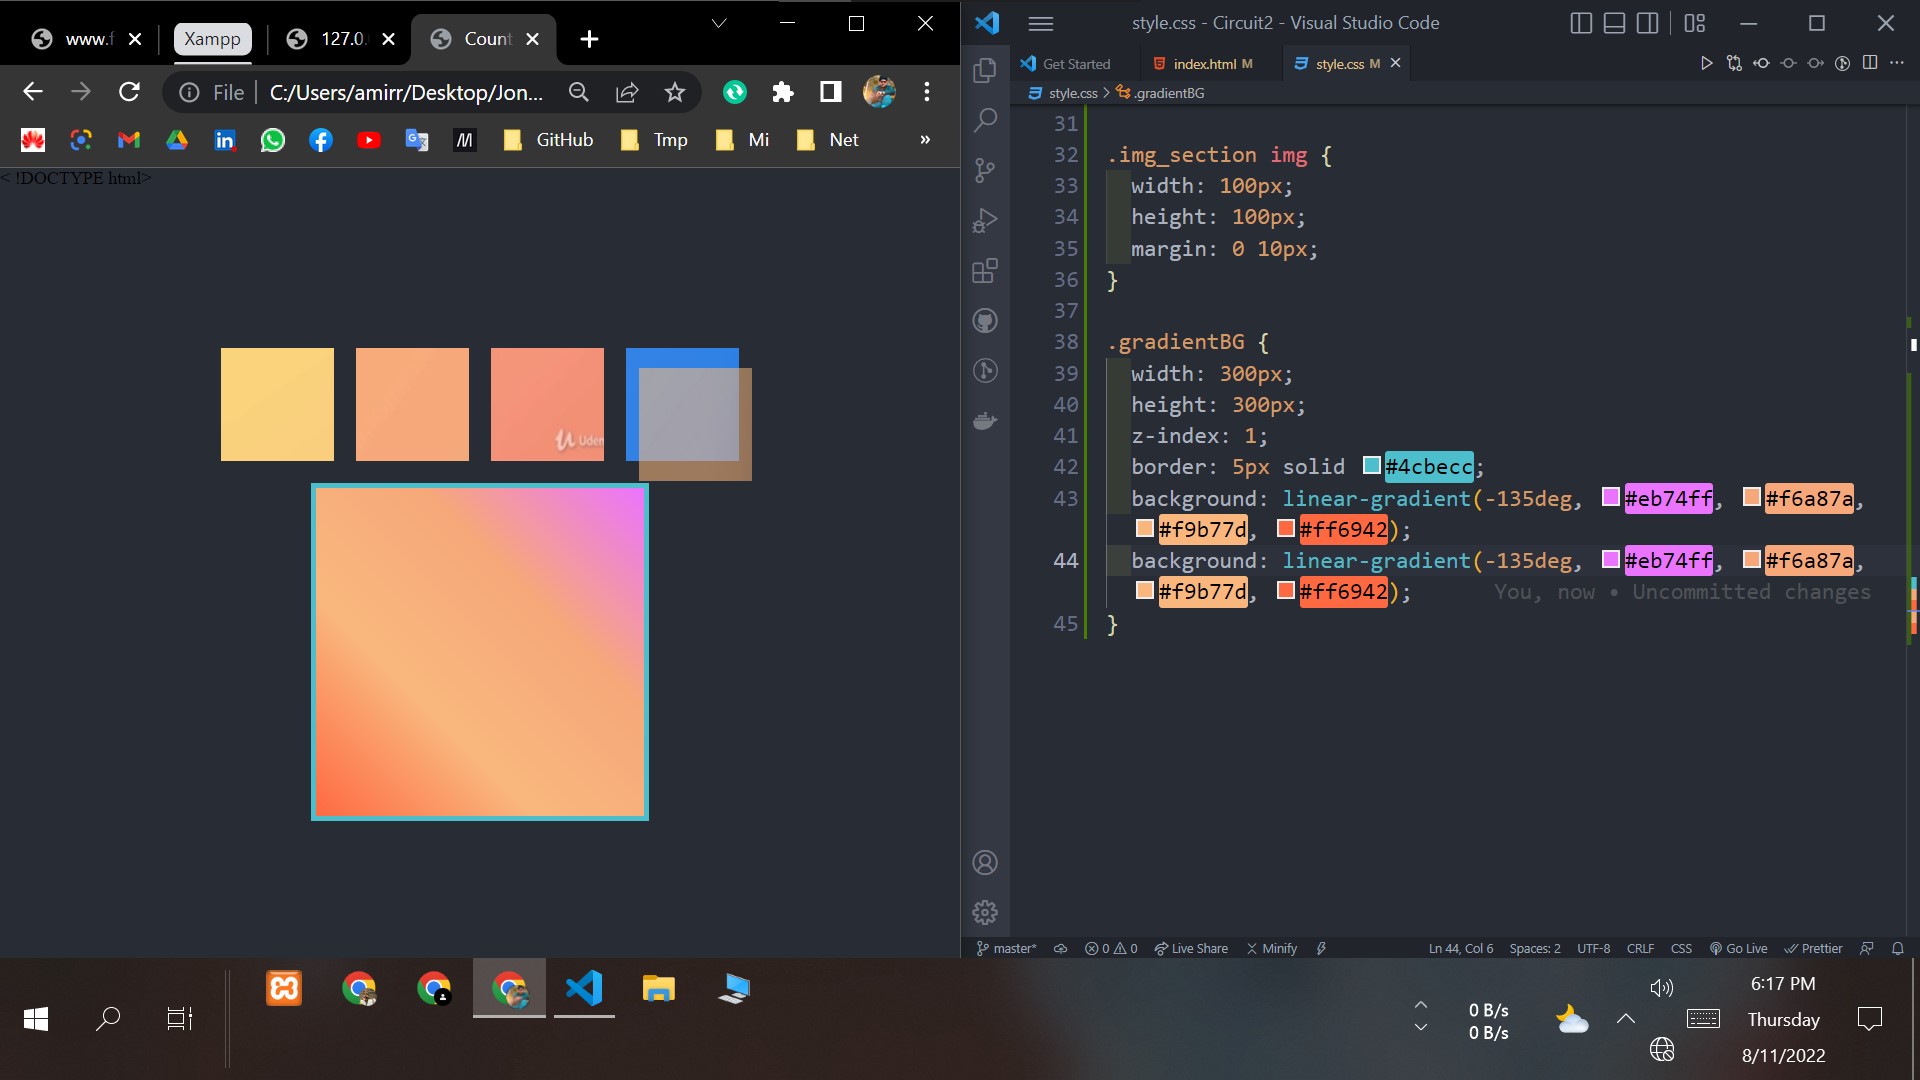 www.f
Xampp
127.0.
Count
File
C:/Users/amirr/Desktop/Jon...
GitHub
Tmp
Mi
Net
»
< !DOCTYPE html>
Uden
style.css - Circuit2 - Visual Studio Code
Get Started
index.html M
style.css M
style.css > .gradientBG
31
32 .img_section img {
33 width: 100px;
34 height: 100px;
35 margin: 0 10px;
36 }
37
38 .gradientBG {
39 width: 300px;
40 height: 300px;
41 z-index: 1;
42 border: 5px solid #4cbecc;
43 background: linear-gradient(-135deg, #eb74ff, #f6a87a,
#f9b77d, #ff6942);
44 background: linear-gradient(-135deg, #eb74ff, #f6a87a,
#f9b77d, #ff6942); You, now • Uncommitted changes
45 }
master* 0 0 Live Share Minify Ln 44, Col 6 Spaces: 2 UTF-8 CRLF CSS Go Live Prettier
0 B/s
0 B/s
6:17 PM
Thursday
8/11/2022